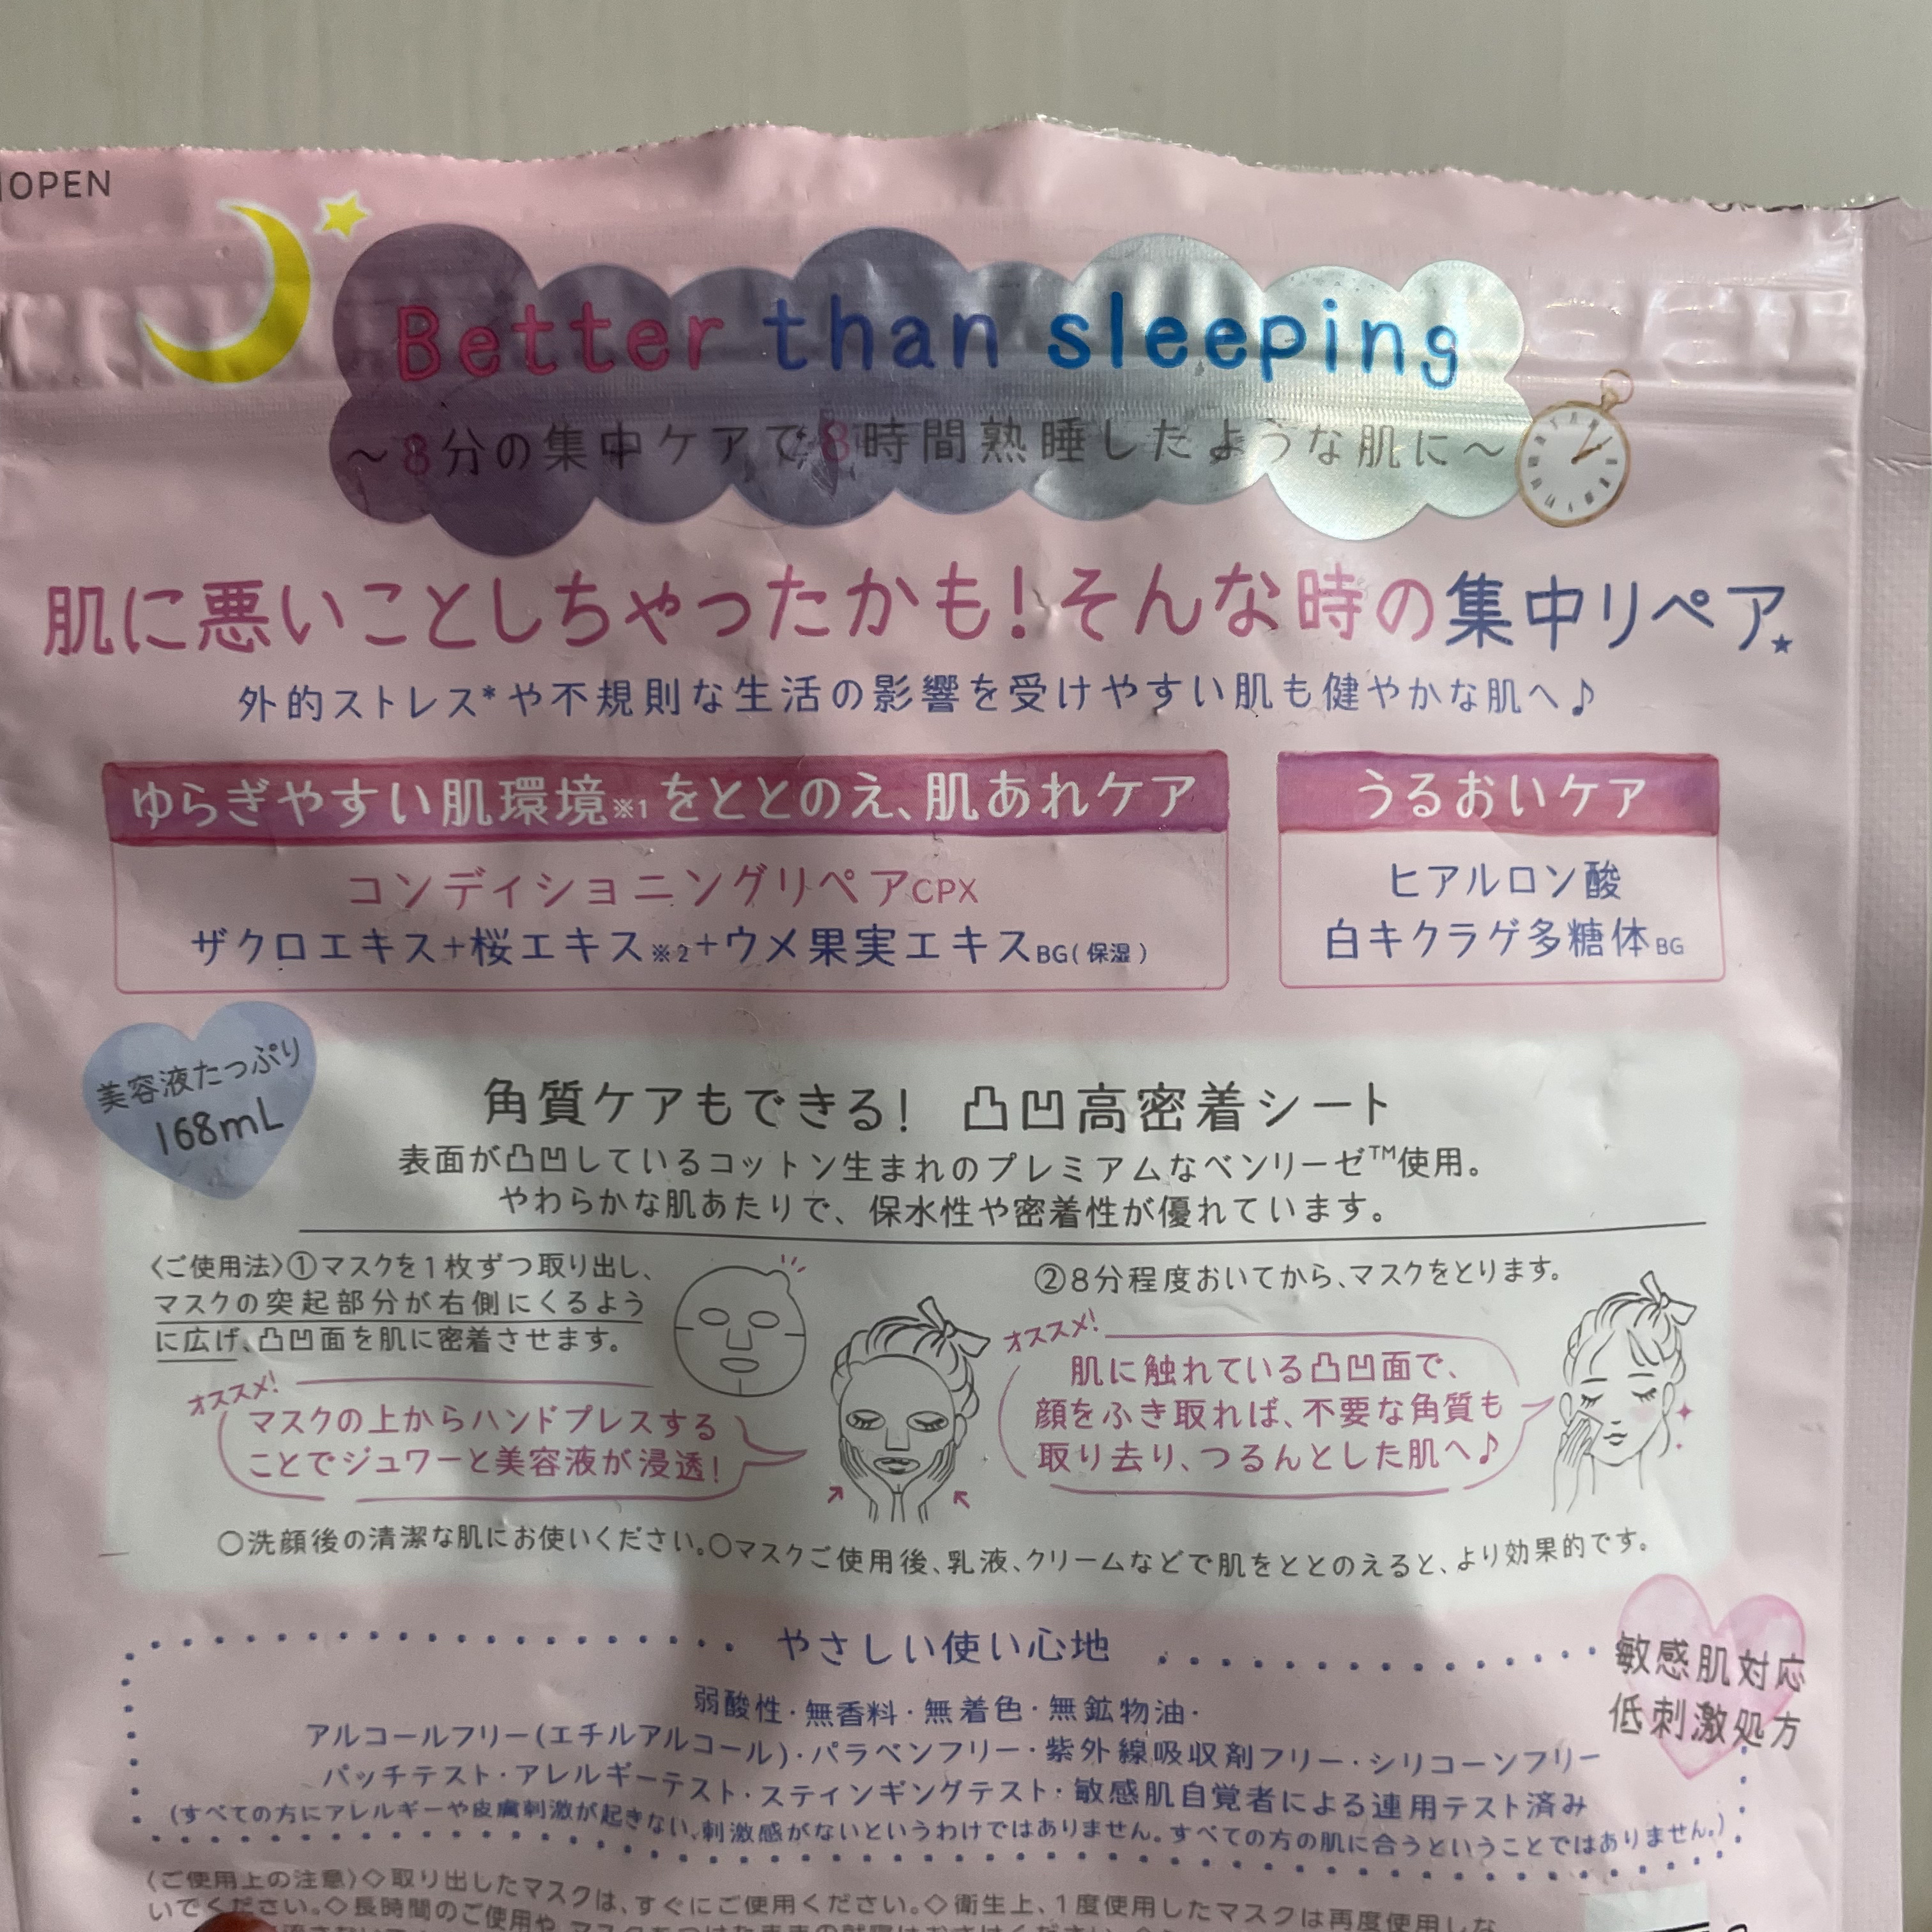 OPEN
Better than sleeping
～8分の集中ケアで8時間熟睡したような肌に～
肌に悪いことしちゃったかも！そんな時の集中リペア
外的ストレス*や不規則な生活の影響を受けやすい肌も健やかな肌へ♪
ゆらぎやすい肌環境※1をととのえ、肌あれケア
コンディショニングリペアCPX
ザクロエキス+桜エキス※2+ウメ果実エキスBG(保湿)
うるおいケア
ヒアルロン酸
白キクラゲ多糖体BG
美容液たっぷり
168mL
角質ケアもできる！ 凸凹高密着シート
表面が凸凹しているコットン生まれのプレミアムなベンリーゼ™使用。
やわらかな肌あたりで、保水性や密着性が優れています。
〈ご使用法〉①マスクを1枚ずつ取り出し、
マスクの突起部分が右側にくるよう
に広げ、凸凹面を肌に密着させます。
オススメ!
マスクの上からハンドプレスする
ことでジュワーと美容液が浸透!
②8分程度おいてから、マスクをとります。
オススメ!
肌に触れている凸凹面で、
顔をふき取れば、不要な角質も
取り去り、つるんとした肌へ♪
○洗顔後の清潔な肌にお使いください。○マスクご使用後、乳液、クリームなどで肌をととのえると、より効果的です。
やさしい使い心地
敏感肌対応
低刺激処方
弱酸性・無香料・無着色・無鉱物油・
アルコールフリー(エチルアルコール)・パラベンフリー・紫外線吸収剤フリー・シリコーンフリー
パッチテスト・アレルギーテスト・スティンギングテスト・敏感肌自覚者による連用テスト済み
(すべての方にアレルギーや皮膚刺激が起きない、刺激感がないというわけではありません。すべての方の肌に合うということではありません。)
〈ご使用上の注意〉◇取り出したマスクは、すぐにご使用ください。◇衛生上、1度使用したマスクは再度使用しな
いでください。◇長時間のご使用や、